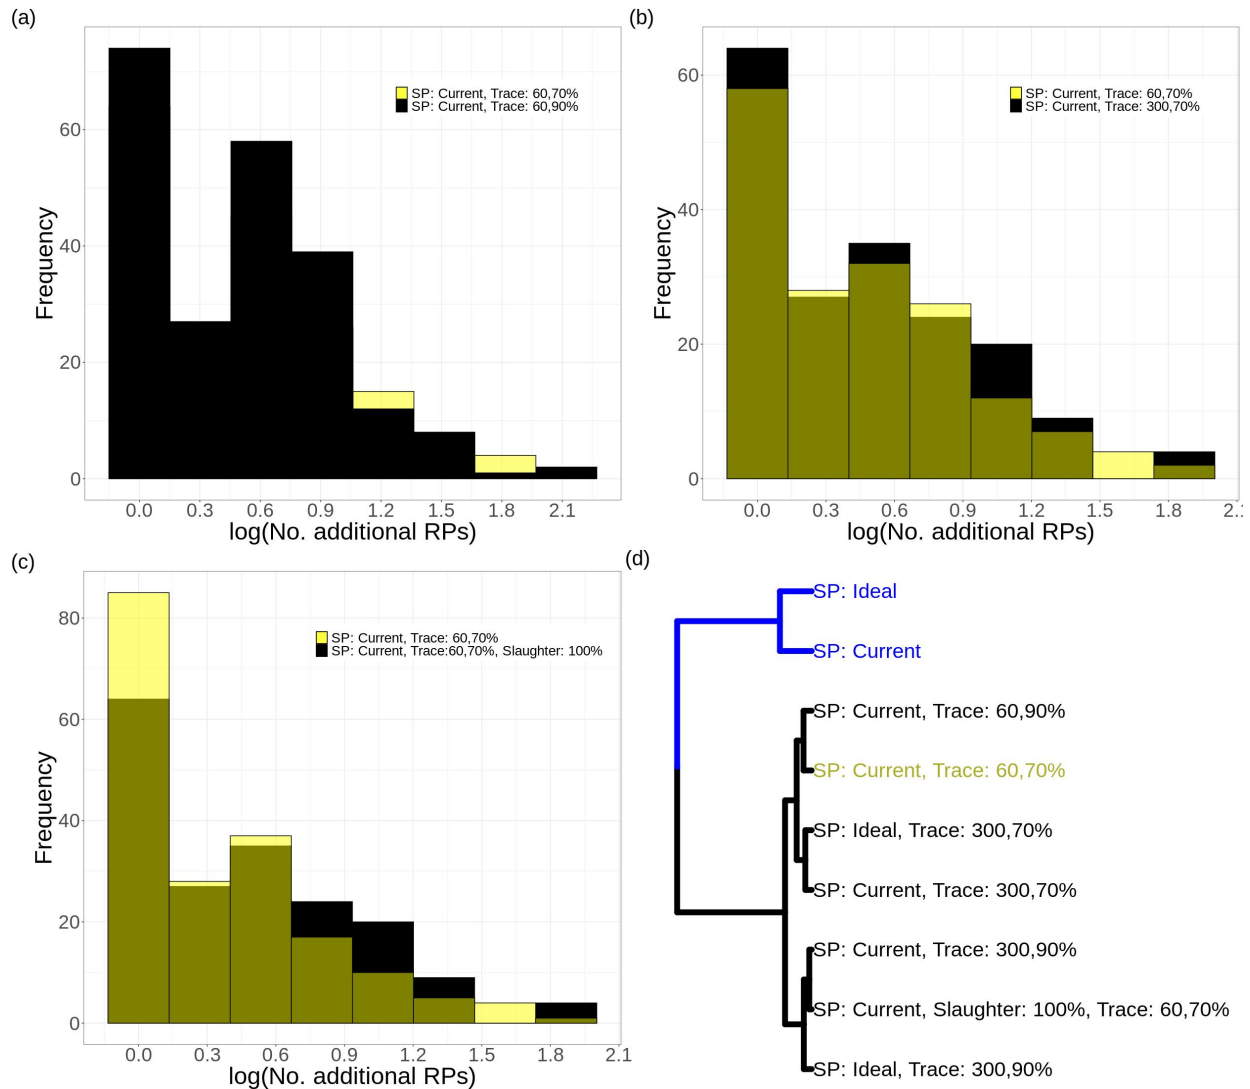 (a)
SP: Current, Trace: 60,70%
SP: Current, Trace: 60,90%
60
40
20
0
Frequency
0.0 0.3 0.6 0.9 1.2 1.5 1.8 2.1
log(No. additional RPs)
(b)
SP: Current, Trace: 60,70%
SP: Current, Trace: 300,70%
60
40
20
0
Frequency
0.0 0.3 0.6 0.9 1.2 1.5 1.8 2.1
log(No. additional RPs)
(c)
SP: Current, Trace: 60,70%
SP: Current, Trace:60,70%, Slaughter: 100%
80
60
40
20
0
Frequency
0.0 0.3 0.6 0.9 1.2 1.5 1.8 2.1
log(No. additional RPs)
(d)
SP: Ideal
SP: Current
SP: Current, Trace: 60,90%
SP: Current, Trace: 60,70%
SP: Ideal, Trace: 300,70%
SP: Current, Trace: 300,70%
SP: Current, Trace: 300,90%
SP: Current, Slaughter: 100%, Trace: 60,70%
SP: Ideal, Trace: 300,90%